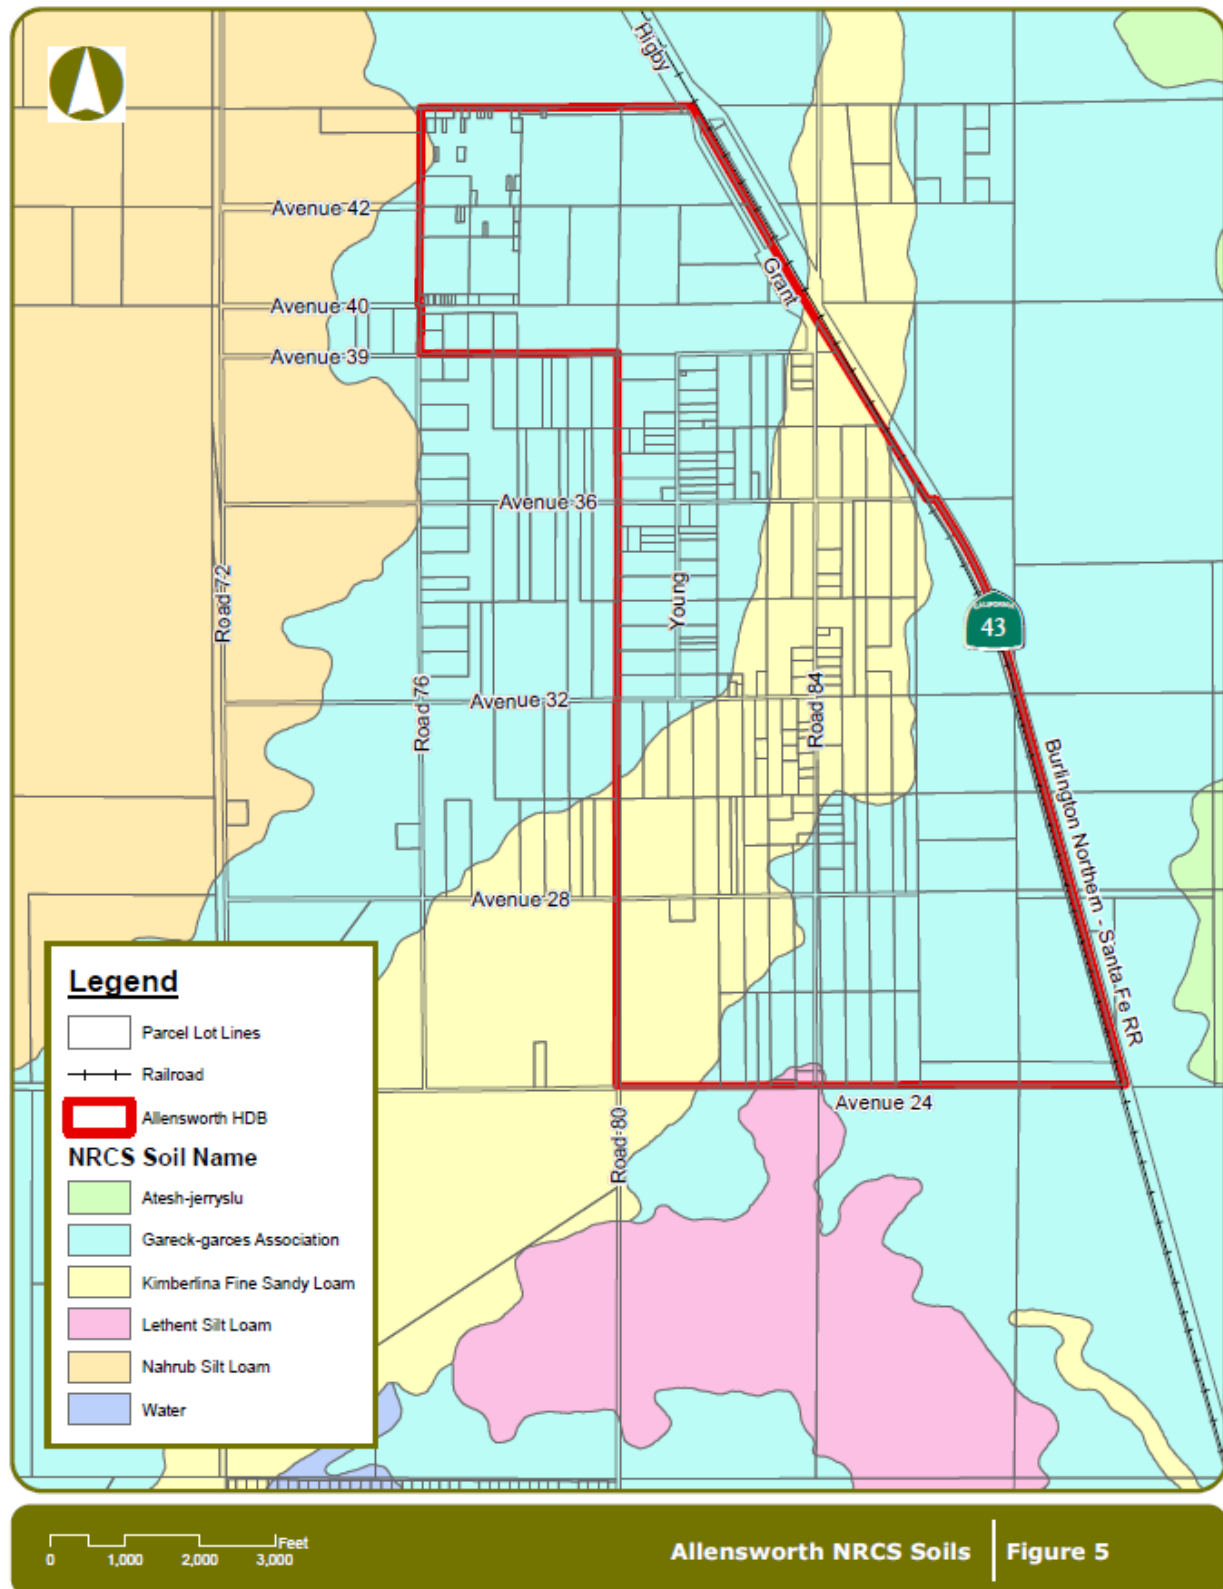 Higby
Avenue 42
Grant
Avenue 40
Avenue 39
Avenue 36
CALIFORNIA
43
Road 72
Young
Road 76
Avenue 32
Road 84
Burlington Northern - Santa Fe RR
Avenue 28
Avenue 24
Road 80
Legend
Parcel Lot Lines
Railroad
Allensworth HDB
NRCS Soil Name
Atesh-jerryslu
Gareck-garces Association
Kimberlina Fine Sandy Loam
Lethent Silt Loam
Nahrub Silt Loam
Water
Feet
0 1,000 2,000 3,000
Allensworth NRCS Soils | Figure 5